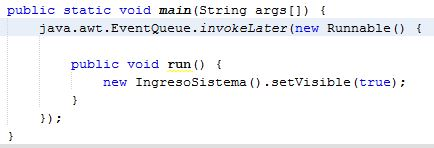 public static void main(String args[]) {
    java.awt.EventQueue.invokeLater(new Runnable() {
        public void run() {
            new IngresoSistema().setVisible(true);
        }
    });
}